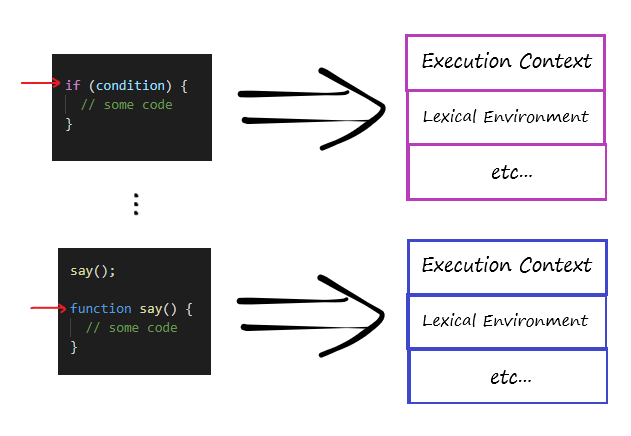 if (condition) {
// some code
}
Execution Context
Lexical Environment
etc...
say();
function say() {
// some code
}
Execution Context
Lexical Environment
etc...